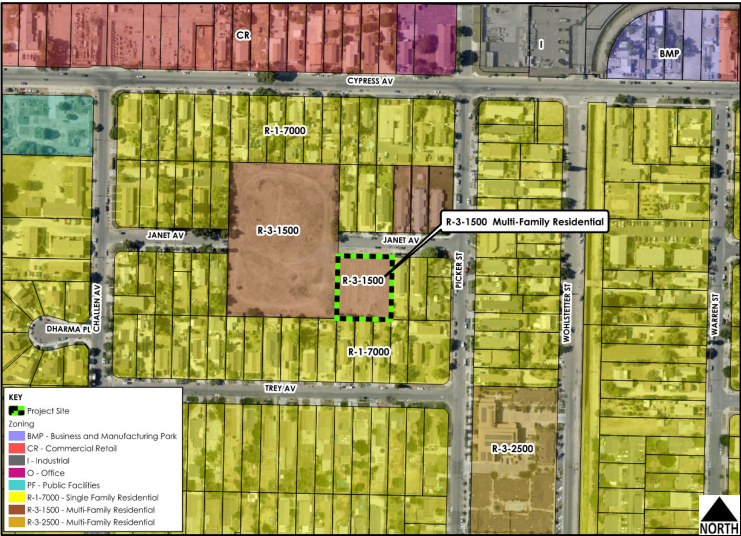 CR
I
BMP
CYPRESS AV
R-1-7000
R-3-1500
JANET AV
JANET AV
R-3-1500 Multi-Family Residential
R-3-1500
PICKER ST
WOHLSTETTER ST
WARREN ST
CHALLEN AV
DHARMA PL
R-1-7000
TREY AV
R-3-2500
KEY
Project Site
Zoning
BMP - Business and Manufacturing Park
CR - Commercial Retail
I - Industrial
O - Office
PF - Public Facilities
R-1-7000 - Single Family Residential
R-3-1500 - Multi-Family Residential
R-3-2500 - Multi-Family Residential
NORTH